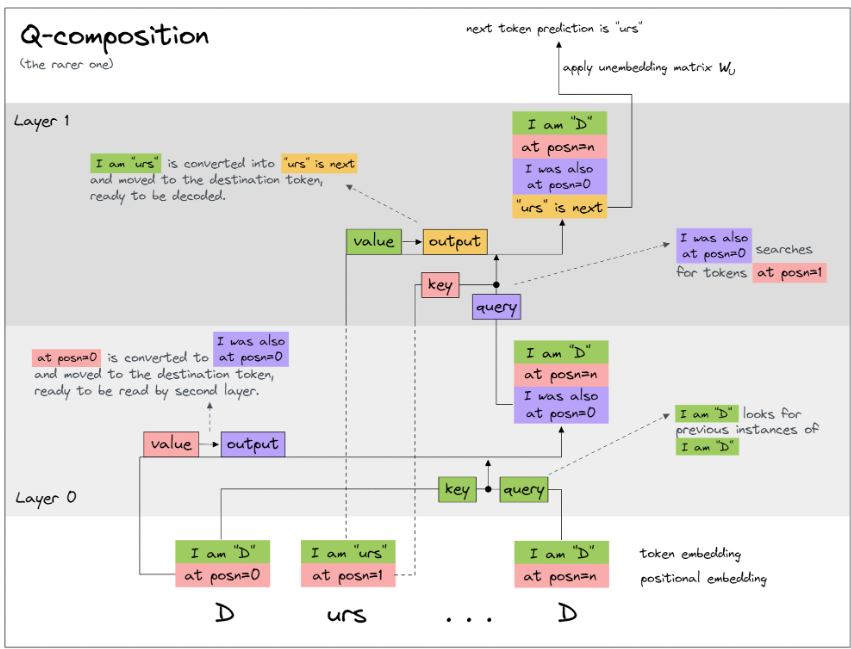 Q-composition
(the rarer one)
next token prediction is "urs"
apply unembedding matrix W_U
Layer 1
I am "D"
at posn=n
I was also
at posn=0
"urs" is next
I am "urs" is converted into "urs" is next
and moved to the destination token,
ready to be decoded.
value
output
key
query
I was also
at posn=0 searches
for tokens at posn=1
I was also
at posn=0 is converted to at posn=0
and moved to the destination token,
ready to be read by second layer.
I am "D"
at posn=n
I was also
at posn=0
value
output
I am "D" looks for
previous instances of
I am "D"
key
query
Layer 0
I am "D"
at posn=0
I am "urs"
at posn=1
I am "D"
at posn=n
token embedding
positional embedding
D
urs
. . .
D